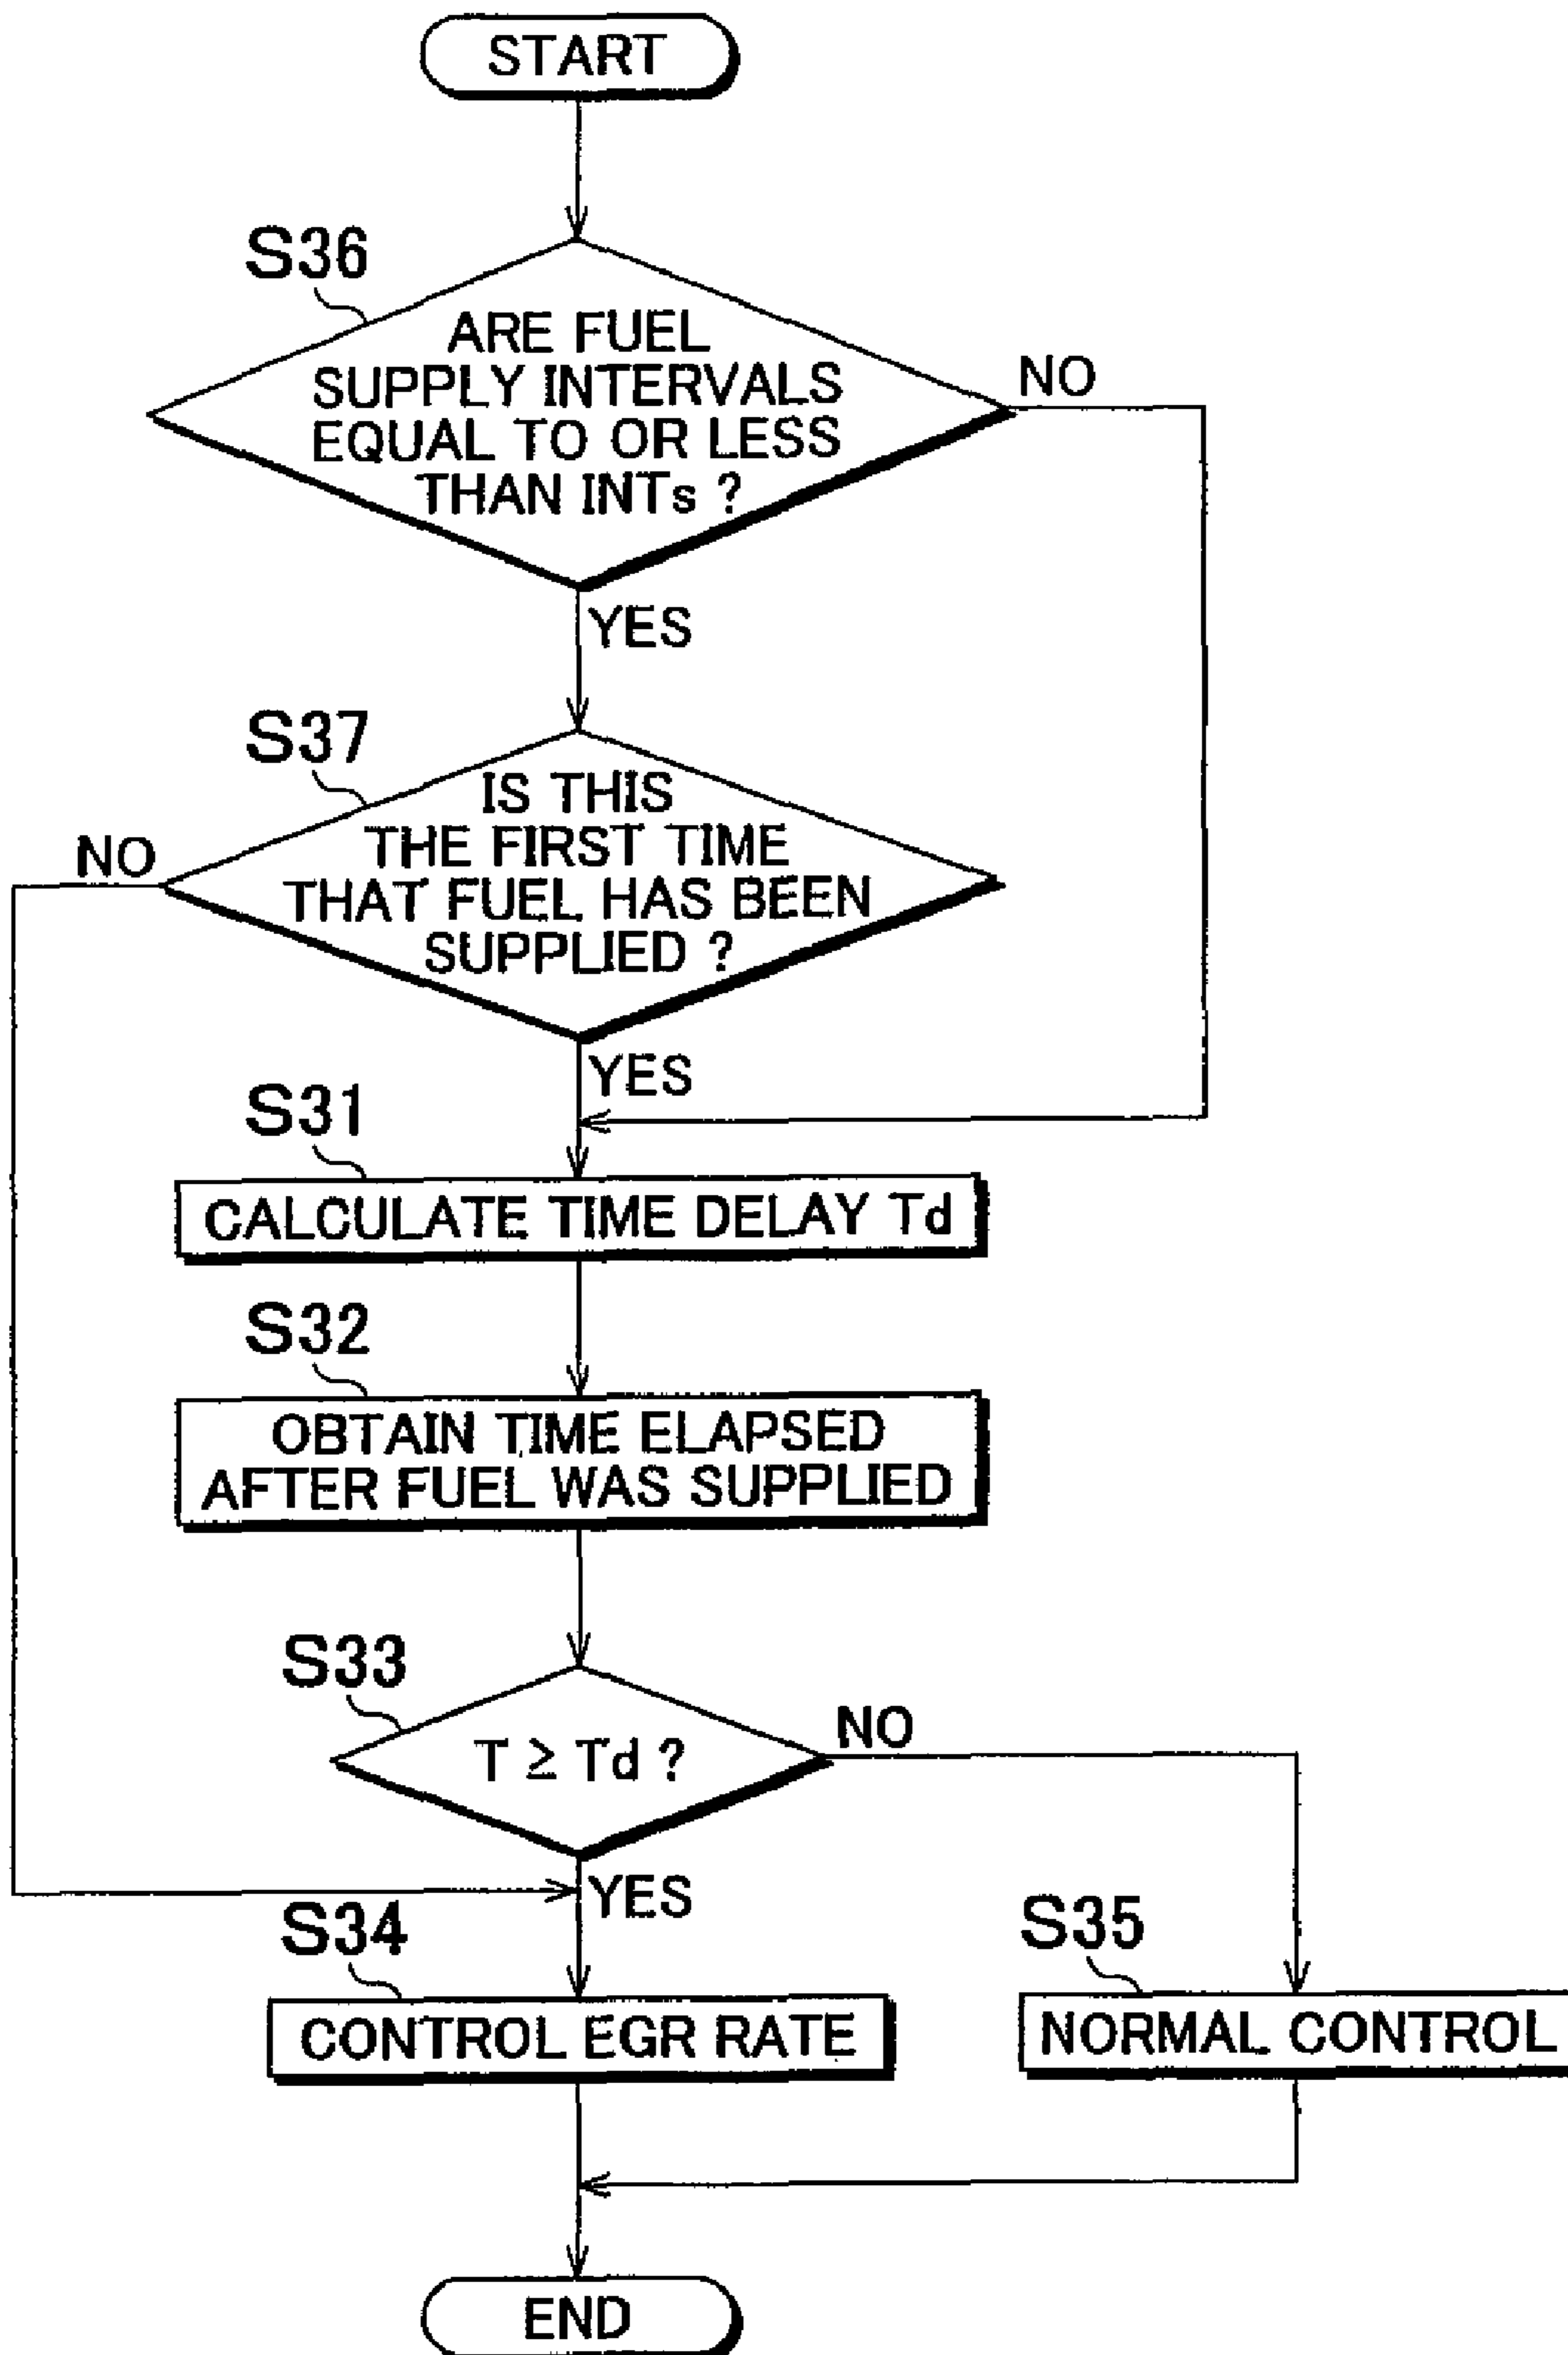 START
S36
ARE FUEL
SUPPLY INTERVALS
EQUAL TO OR LESS
THAN INTs ?
NO
YES
S37
IS THIS
THE FIRST TIME
THAT FUEL HAS BEEN
SUPPLIED ?
NO
YES
S31
CALCULATE TIME DELAY Td
S32
OBTAIN TIME ELAPSED
AFTER FUEL WAS SUPPLIED
S33
T ≥ Td ?
NO
YES
S34
CONTROL EGR RATE
S35
NORMAL CONTROL
END